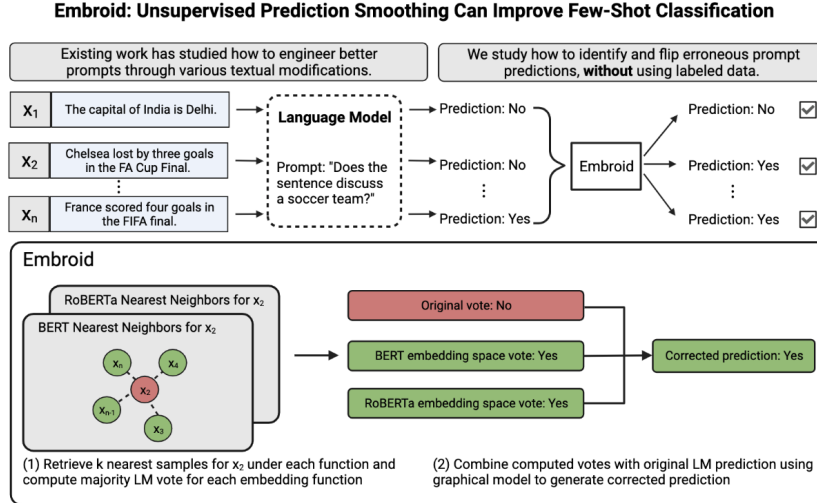 Embroid: Unsupervised Prediction Smoothing Can Improve Few-Shot Classification
Existing work has studied how to engineer better
prompts through various textual modifications.
We study how to identify and flip erroneous prompt
predictions, without using labeled data.
X1 The capital of India is Delhi.
X2 Chelsea lost by three goals
in the FA Cup Final.
⋮
Xn France scored four goals in
the FIFA final.
Language Model
Prompt: "Does the
sentence discuss
a soccer team?"
Prediction: No
Prediction: No
⋮
Prediction: Yes
Embroid
Prediction: No
Prediction: Yes
⋮
Prediction: Yes
Embroid
RoBERTa Nearest Neighbors for x2
BERT Nearest Neighbors for x2
xn
x4
x2
xn-1
x3
Original vote: No
BERT embedding space vote: Yes
RoBERTa embedding space vote: Yes
Corrected prediction: Yes
(1) Retrieve k nearest samples for x2 under each function and
compute majority LM vote for each embedding function
(2) Combine computed votes with original LM prediction using
graphical model to generate corrected prediction